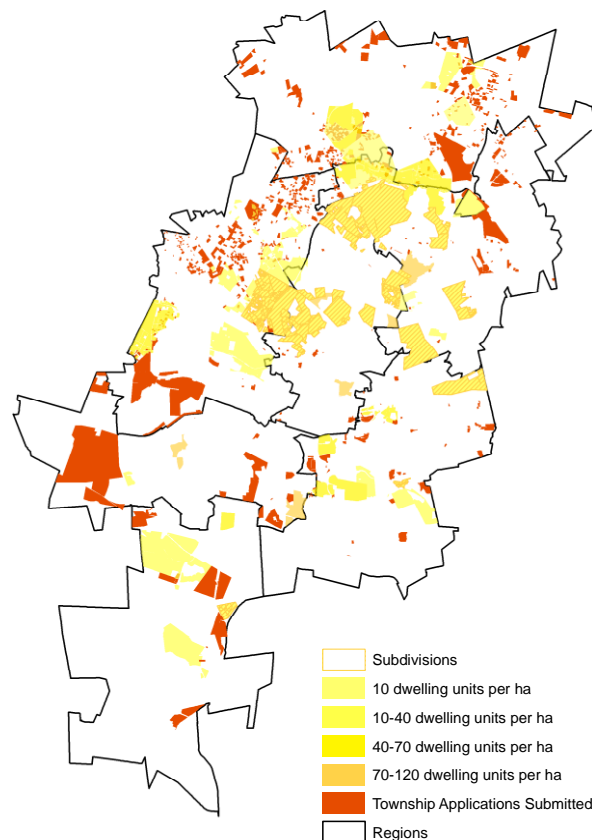 Subdivisions
10 dwelling units per ha
10-40 dwelling units per ha
40-70 dwelling units per ha
70-120 dwelling units per ha
Township Applications Submitted
Regions